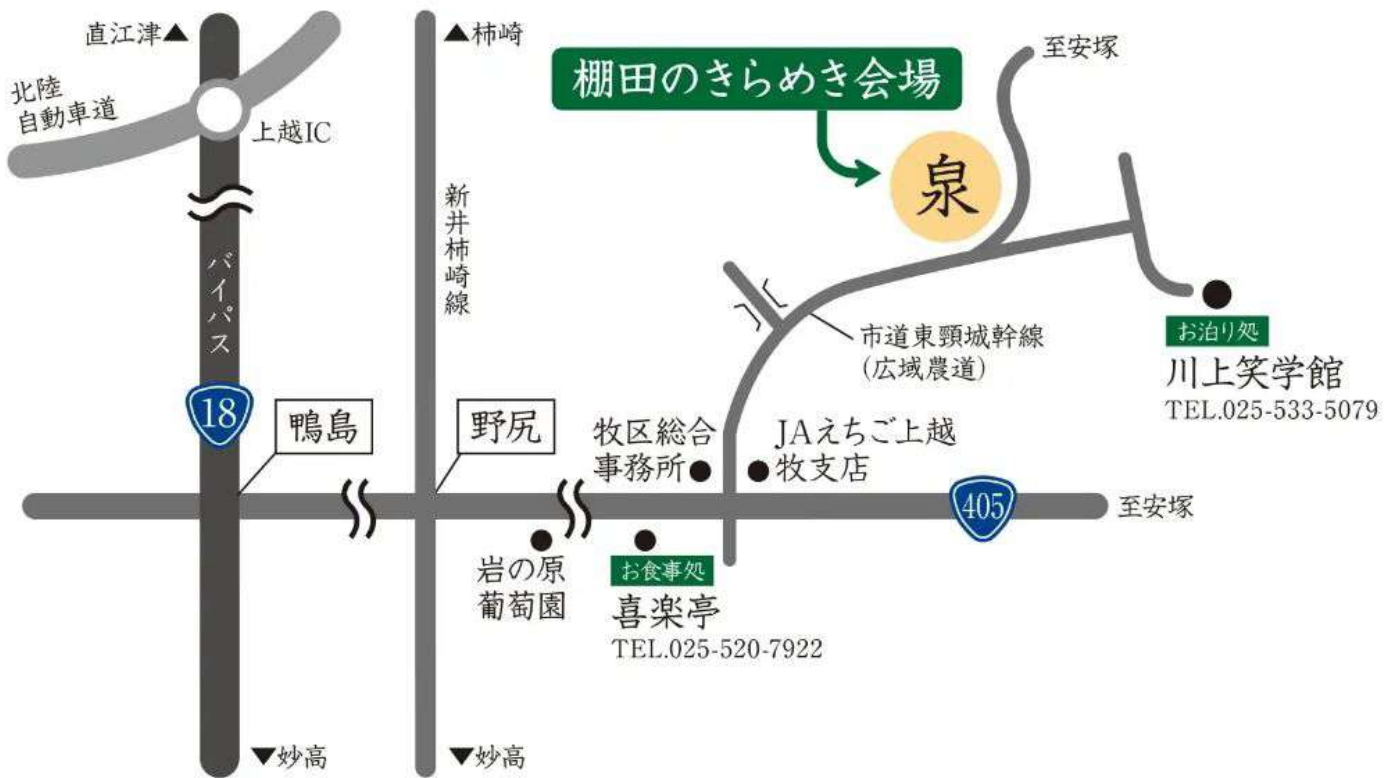 直江津▲
▲柿崎
至安塚
棚田のきらめき会場
北陸
自動車道
上越IC
泉
新井柿崎線
バイパス
市道東頸城幹線
(広域農道)
お泊り処
川上笑学館
TEL.025-533-5079
18
鴨島
野尻
牧区総合
事務所
JAえちご上越
牧支店
405
至安塚
岩の原
葡萄園
お食事処
喜楽亭
TEL.025-520-7922
▼妙高
▼妙高